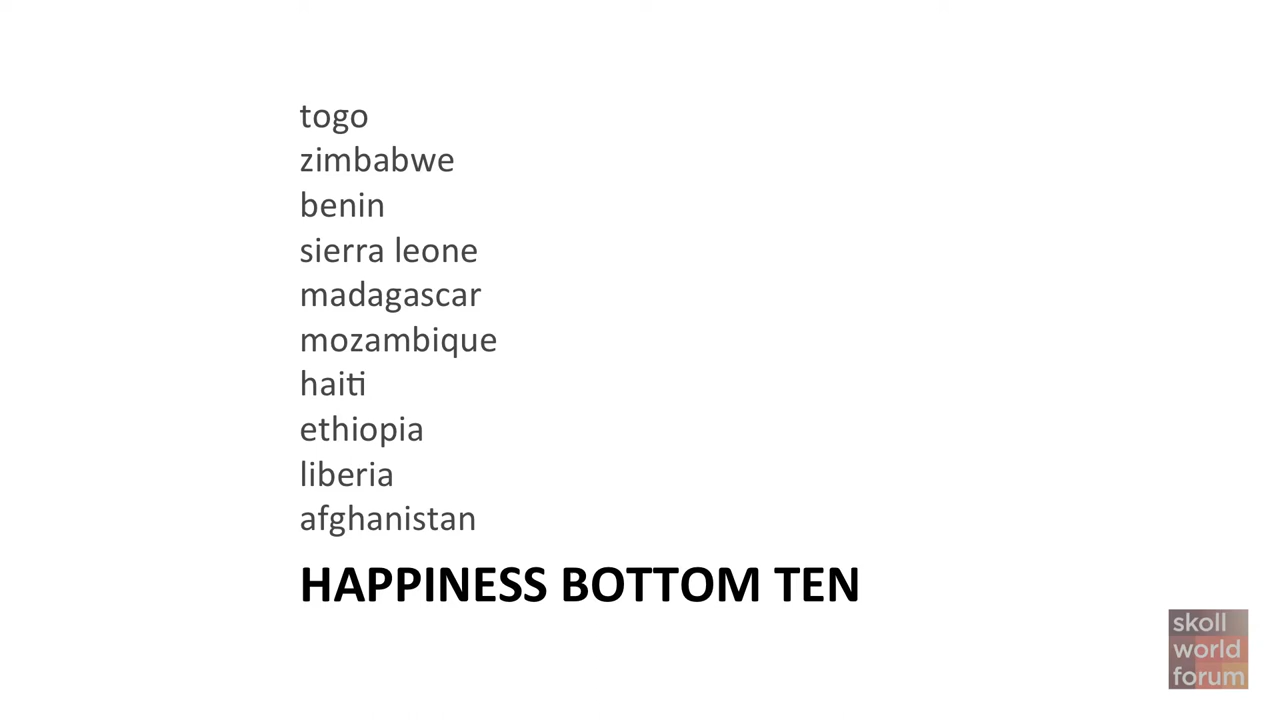 togo
zimbabwe
benin
sierra leone
madagascar
mozambique
haiti
ethiopia
liberia
afghanistan
HAPPINESS BOTTOM TEN
skoll
world
forum